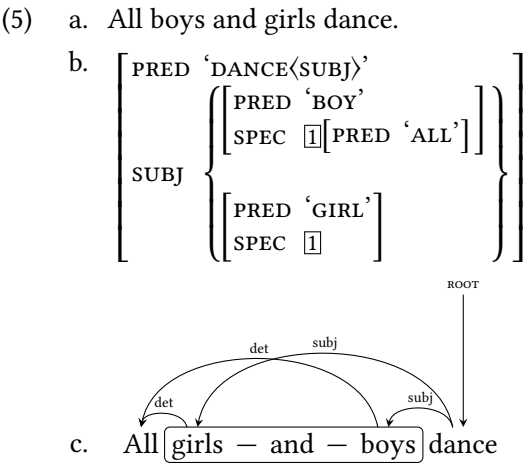 (5) a. All boys and girls dance.
b. [PRED ‘DANCE⟨SUBJ⟩’
[PRED ‘BOY’
SPEC 1[PRED ‘ALL’]]
SUBJ
[PRED ‘GIRL’
SPEC 1]
ROOT
det subj
det subj
c. All girls — and — boys dance